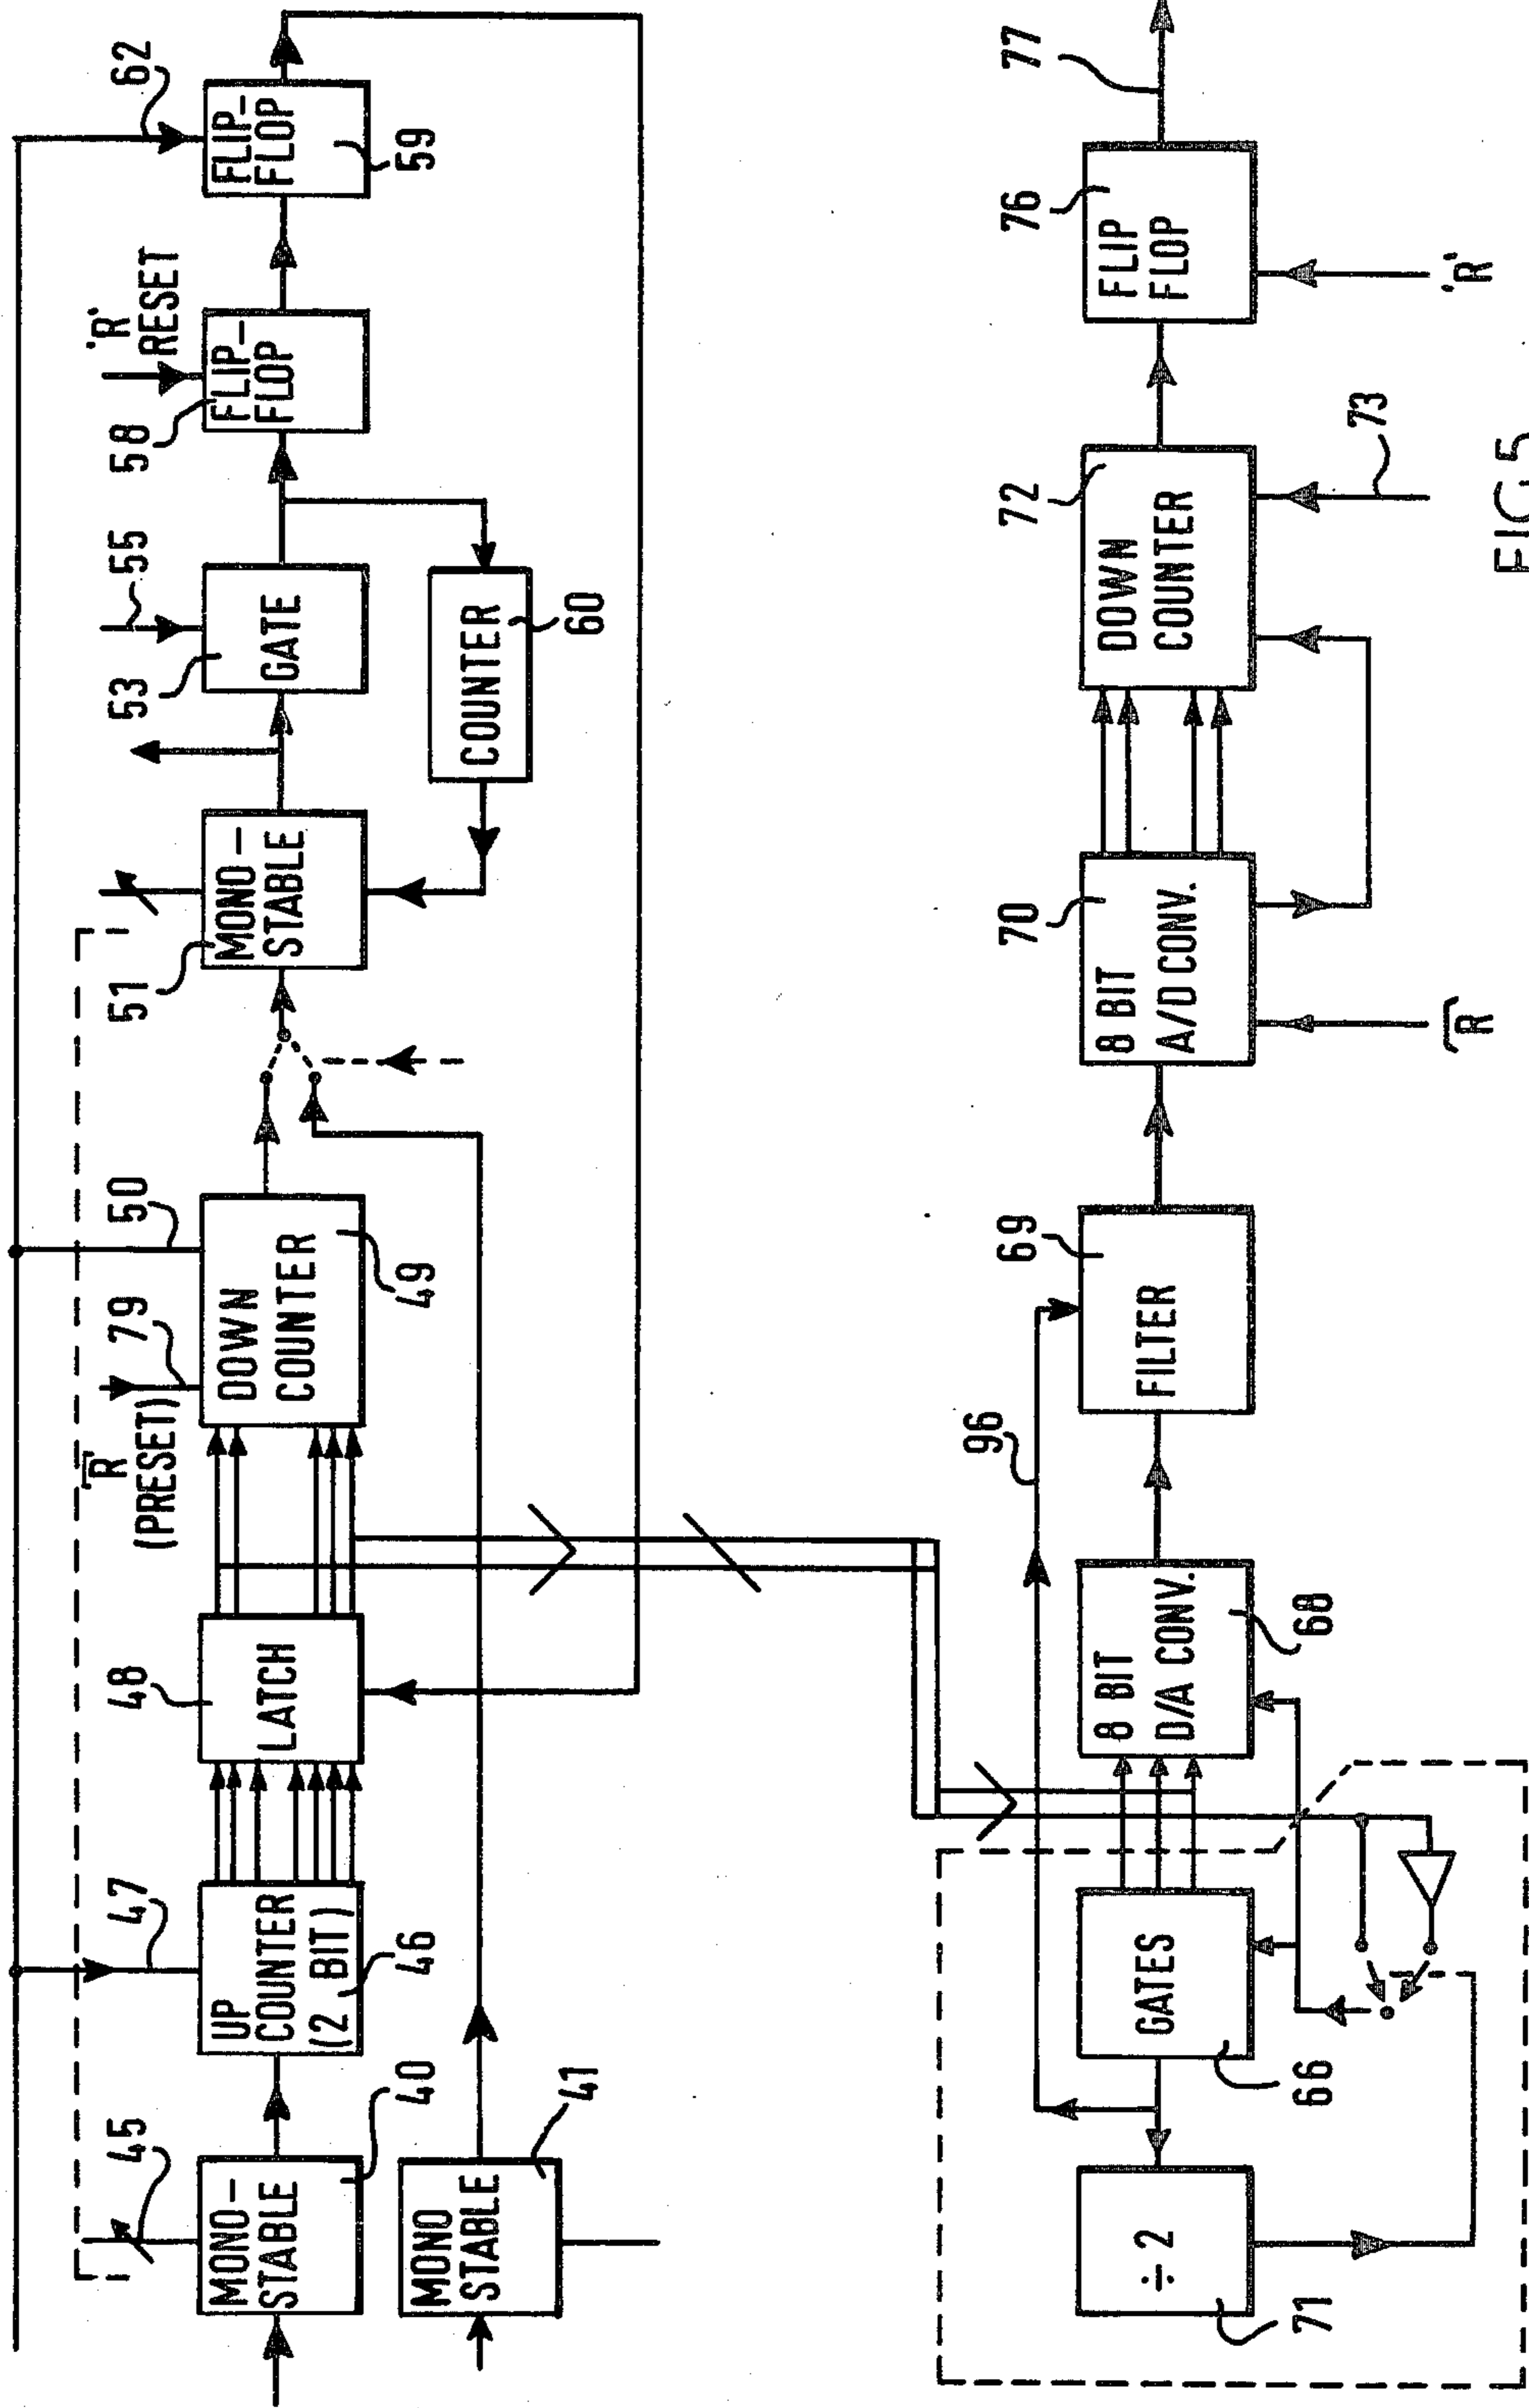 45
MONO-
STABLE
40
MONO
STABLE
41
47
UP
COUNTER
(2 BIT)
46
48
LATCH
R
(PRESET)
79
50
DOWN
COUNTER
49
51
MONO-
STABLE
53
55
GATE
COUNTER
60
58
'R'
RESET
FLIP-
FLOP
62
FLIP-
FLOP
59
÷ 2
71
GATES
66
96
8 BIT
D/A CONV.
68
69
FILTER
70
8 BIT
A/D CONV.
R
72
DOWN
COUNTER
73
76
FLIP
FLOP
'R'
77
FIG.5.